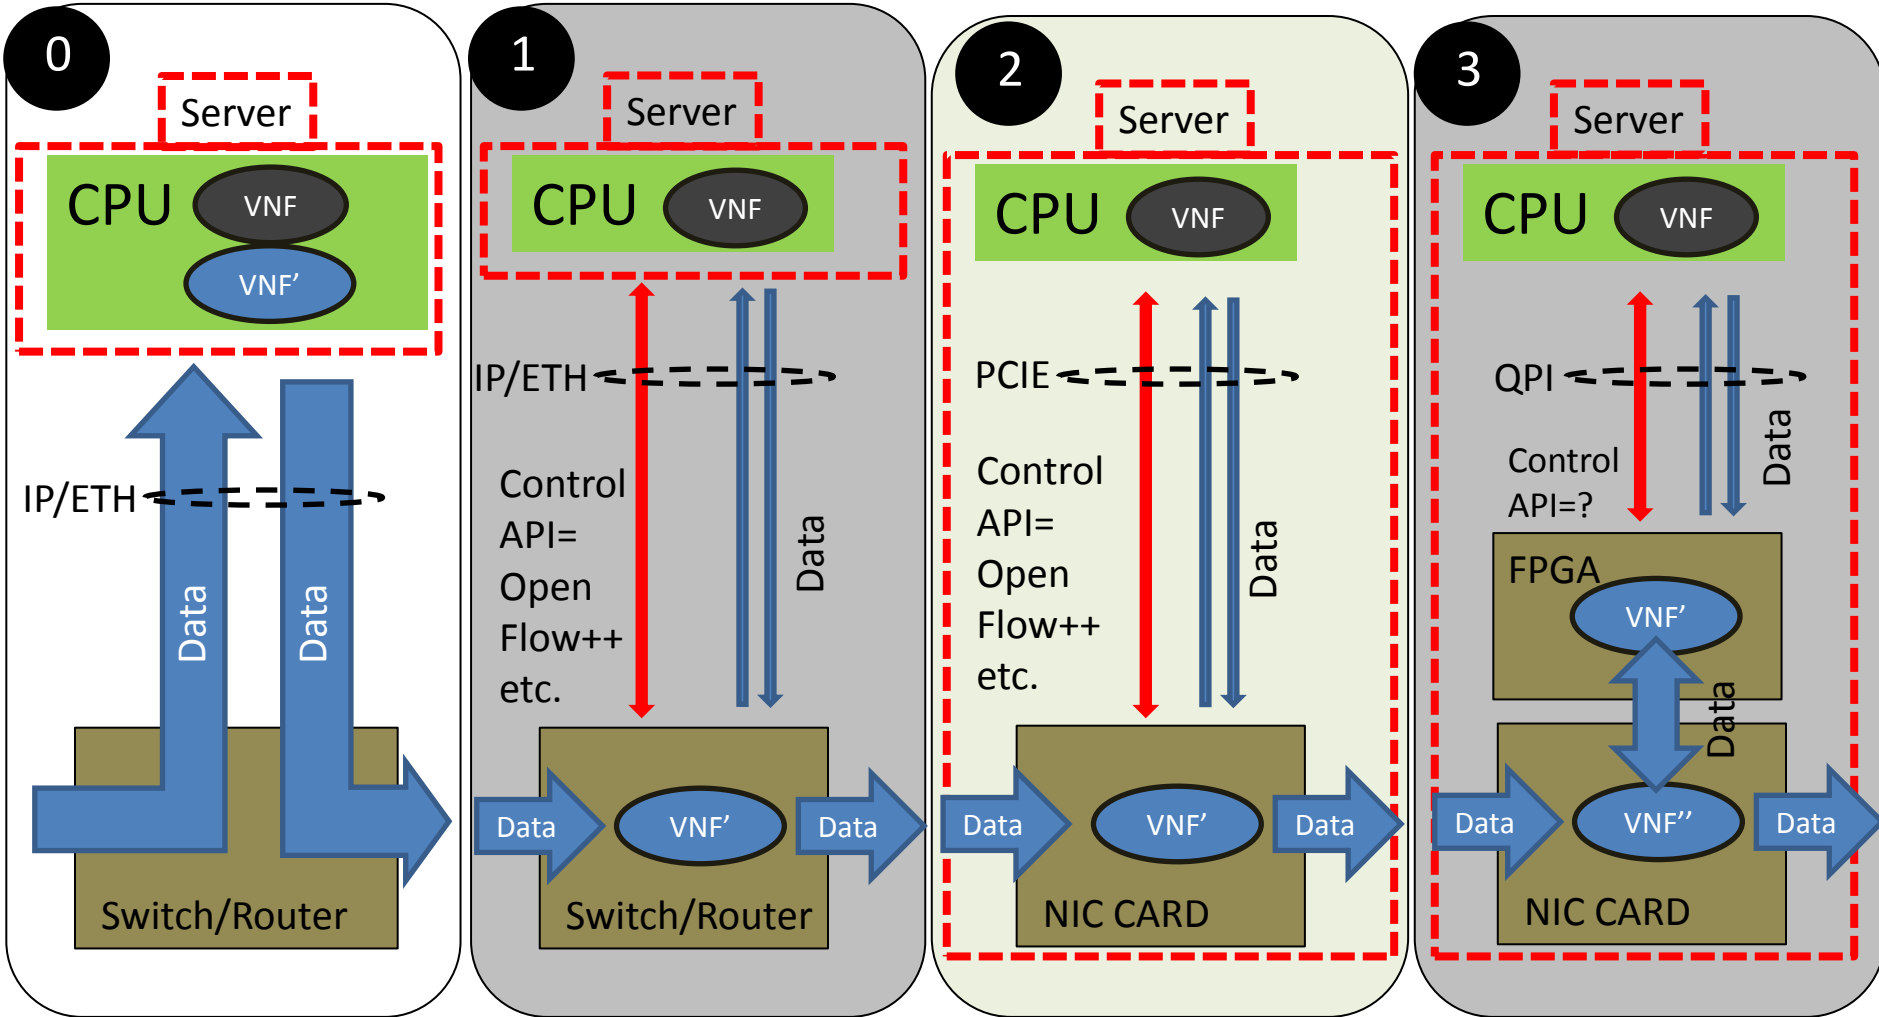 0
Server
CPU
VNF
VNF’
IP/ETH
Data
Data
Switch/Router
1
Server
CPU
VNF
IP/ETH
Control
API=
Open
Flow++
etc.
Data
Data
VNF’
Data
Switch/Router
2
Server
CPU
VNF
PCIE
Control
API=
Open
Flow++
etc.
Data
Data
VNF’
Data
NIC CARD
3
Server
CPU
VNF
QPI
Data
Control
API=?
FPGA
VNF’
Data
Data
VNF’’
Data
NIC CARD